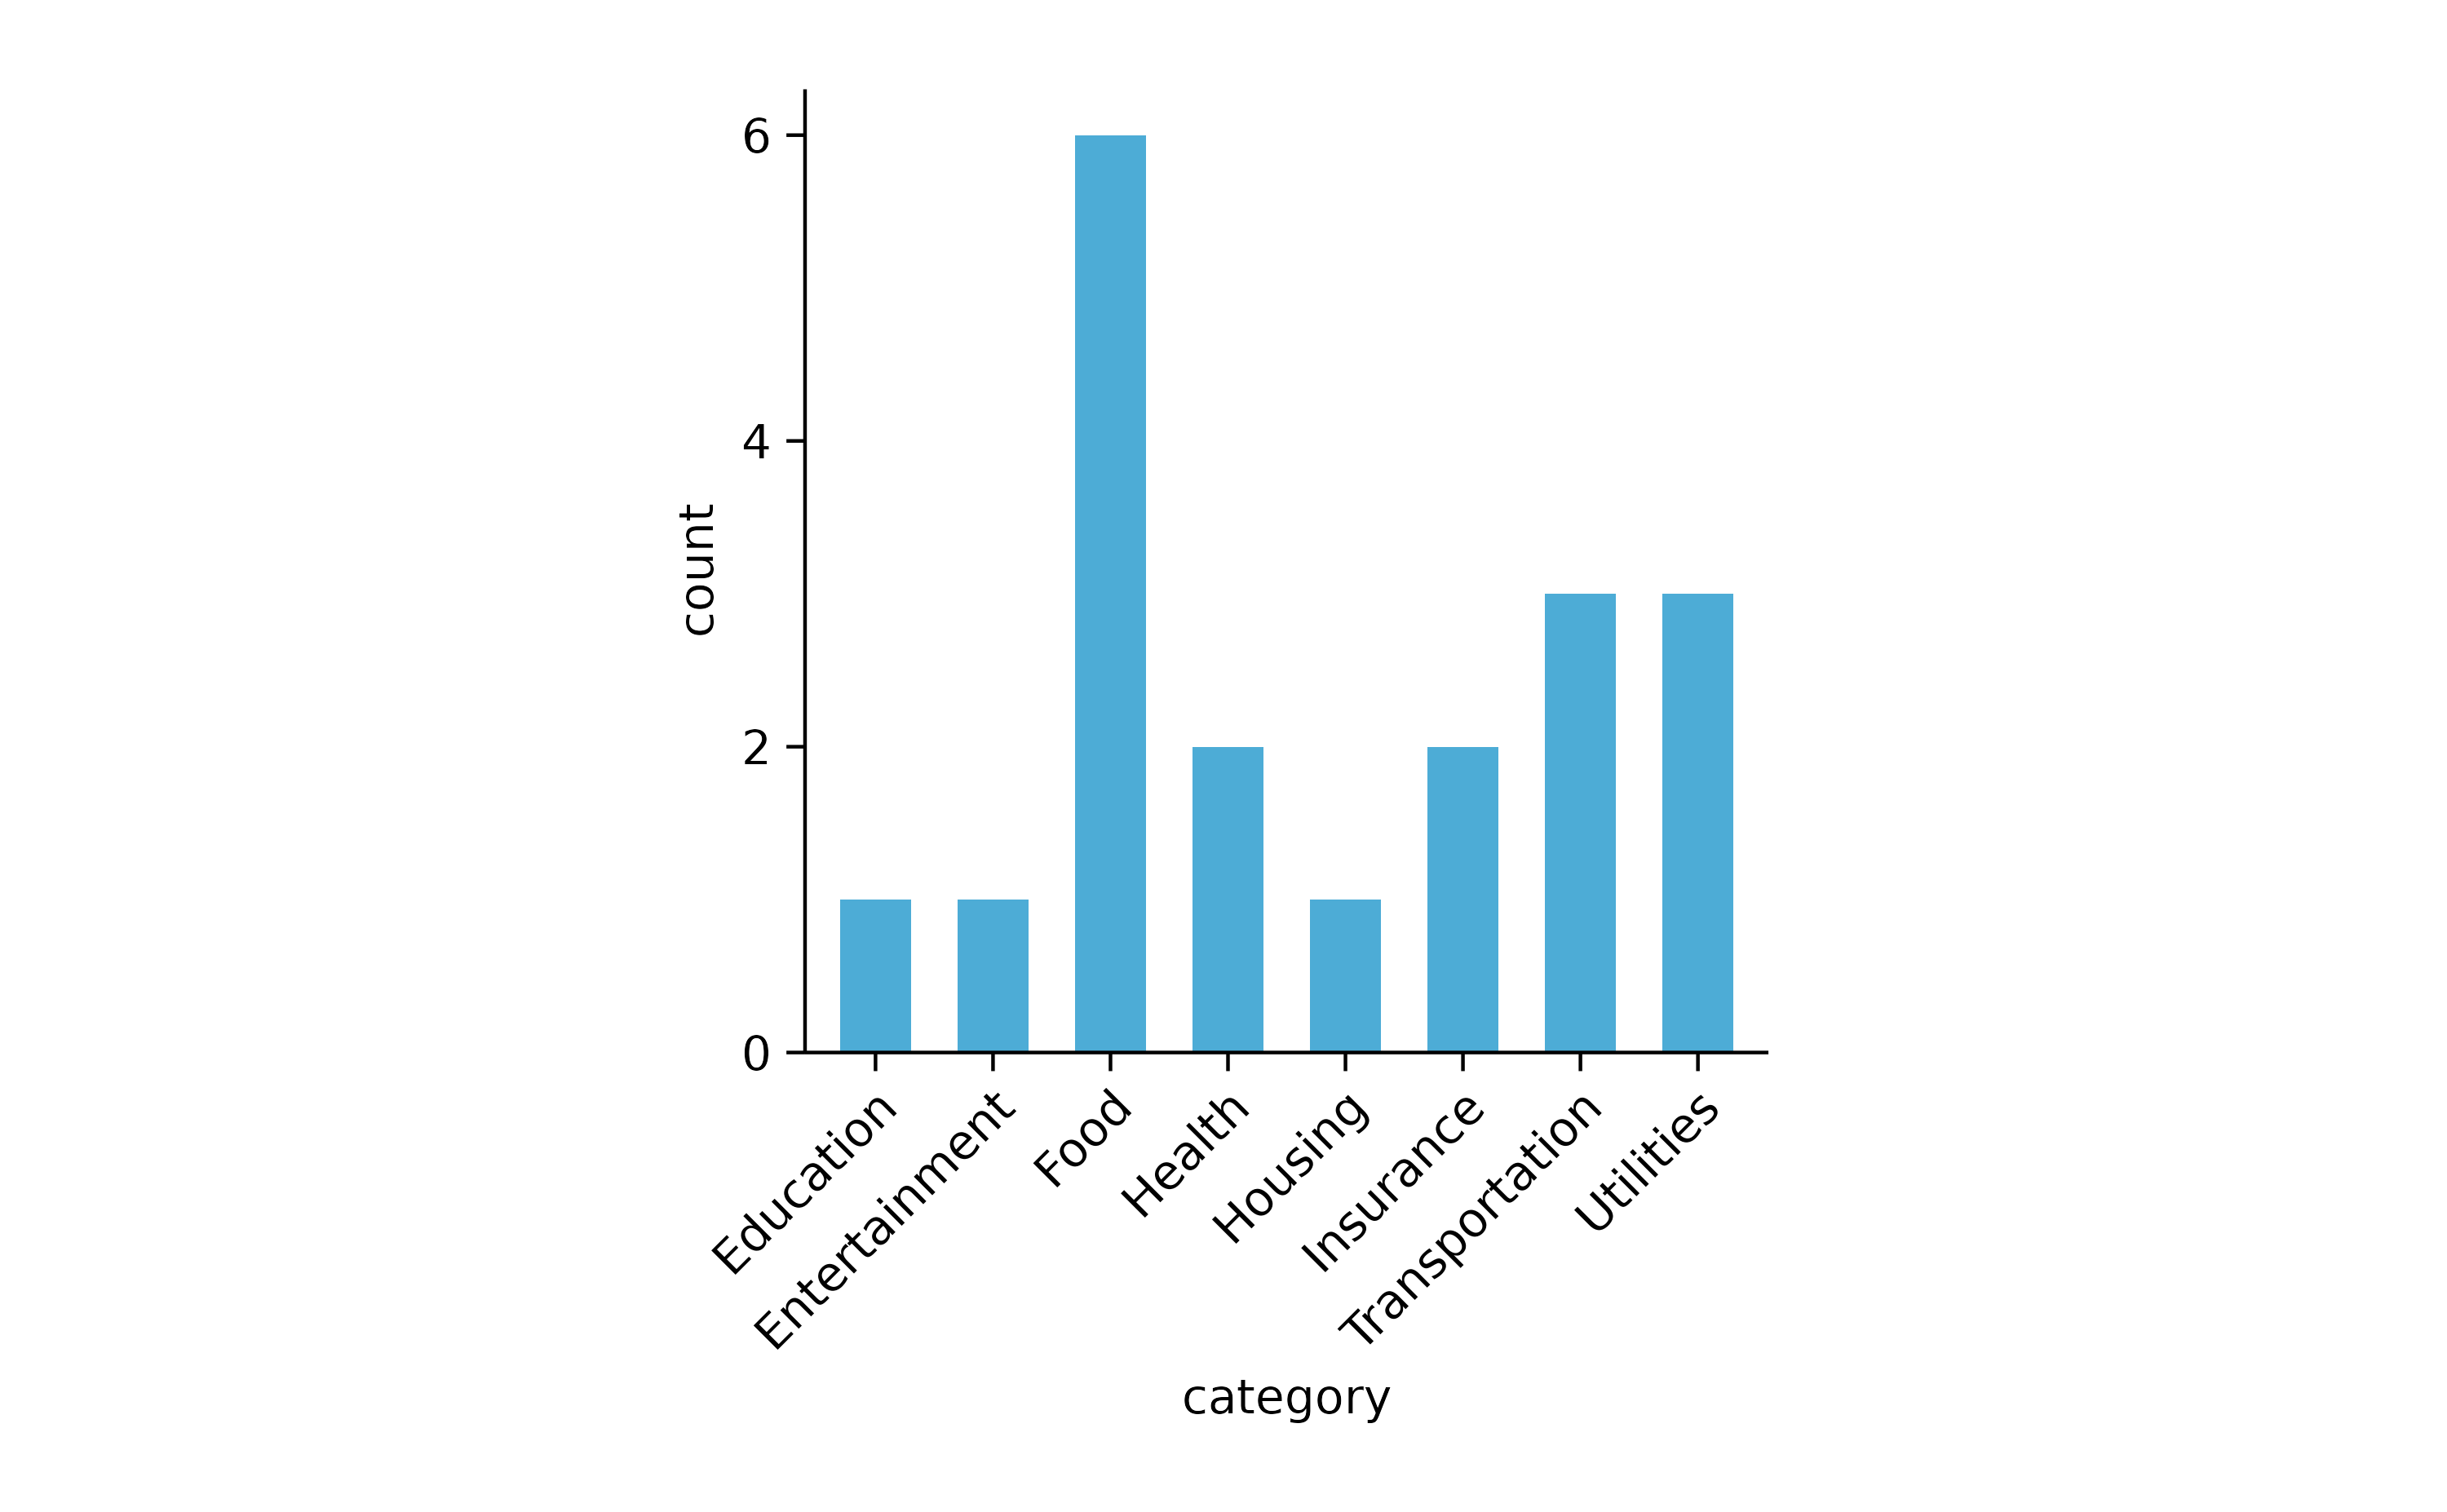 6
4
2
0
count
Education
Entertainment
Food
Health
Housing
Insurance
Transportation
Utilities
category